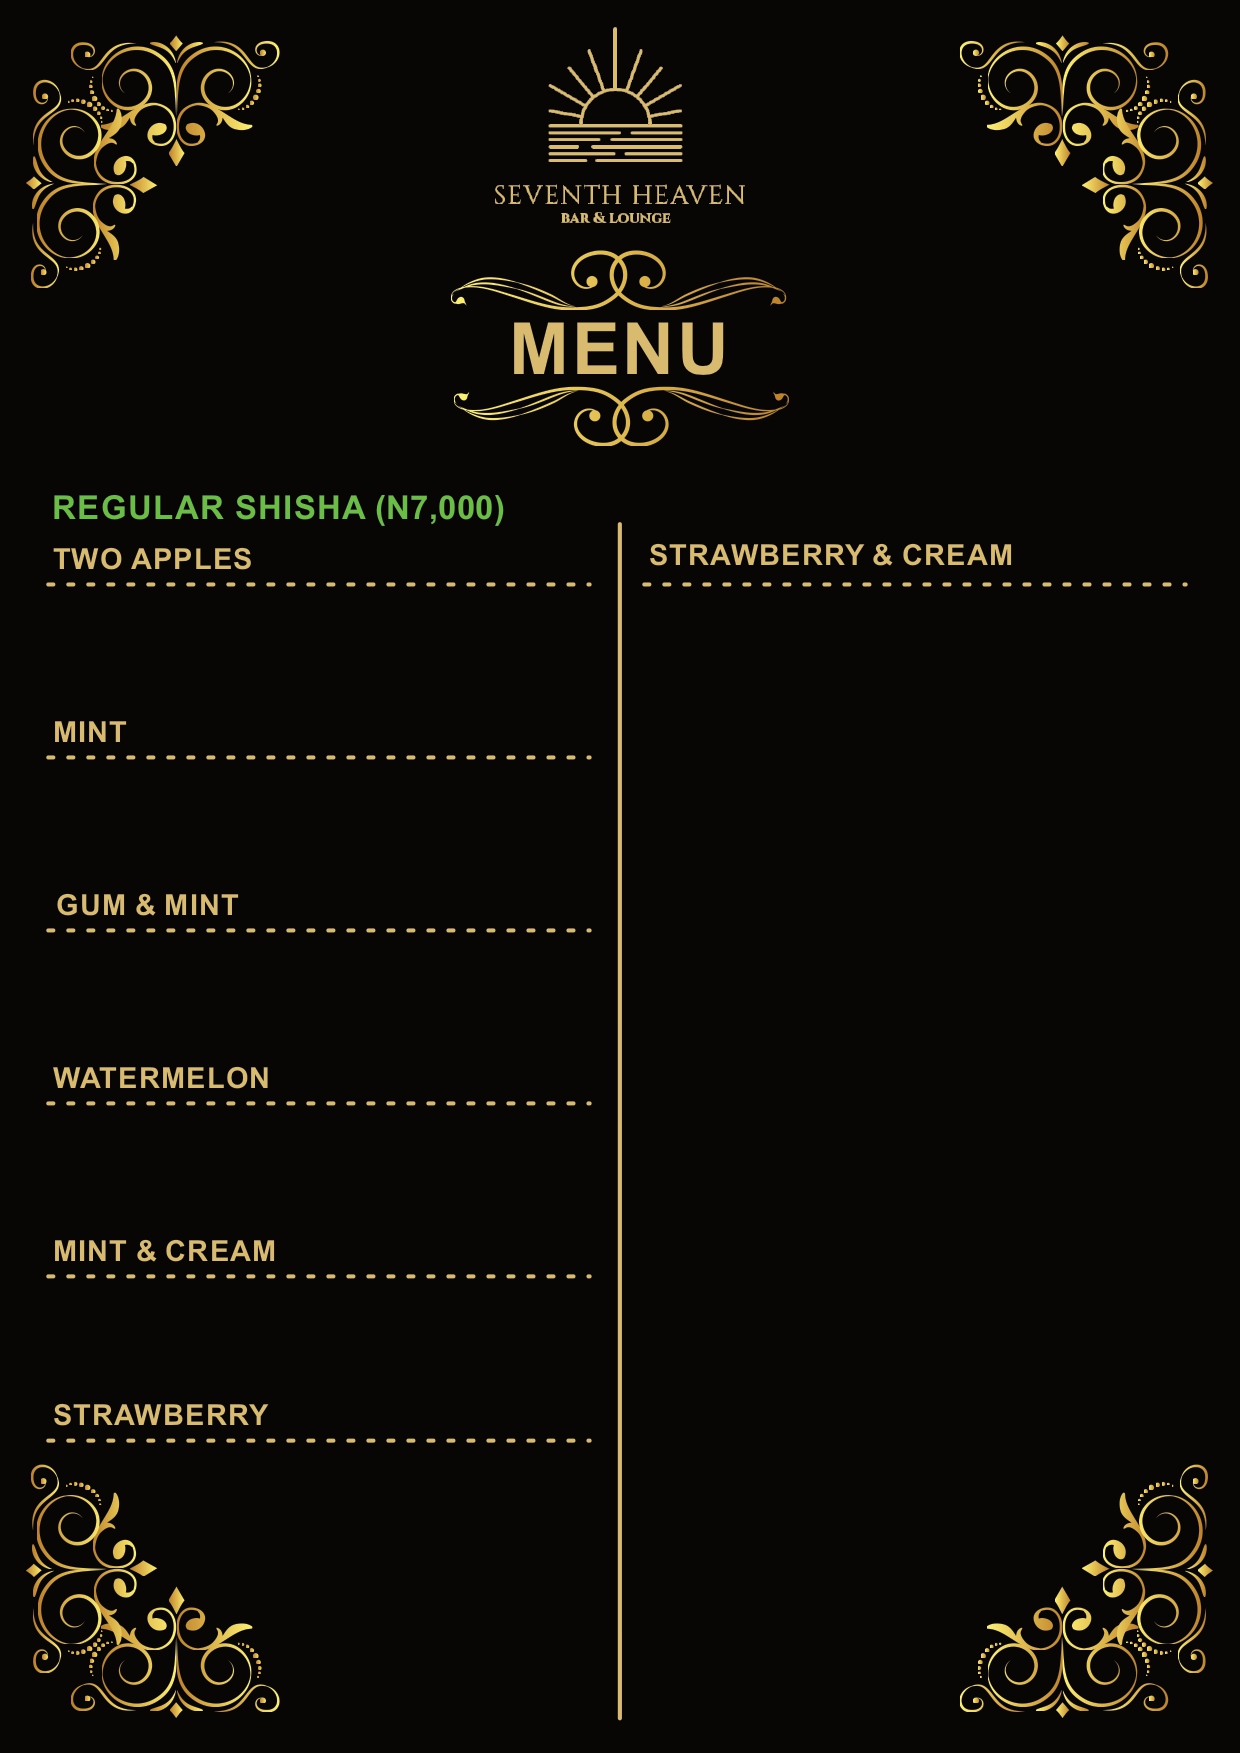 SEVENTH HEAVEN
BAR & LOUNGE
MENU
REGULAR SHISHA (N7,000)
TWO APPLES
MINT
GUM & MINT
WATERMELON
MINT & CREAM
STRAWBERRY
STRAWBERRY & CREAM